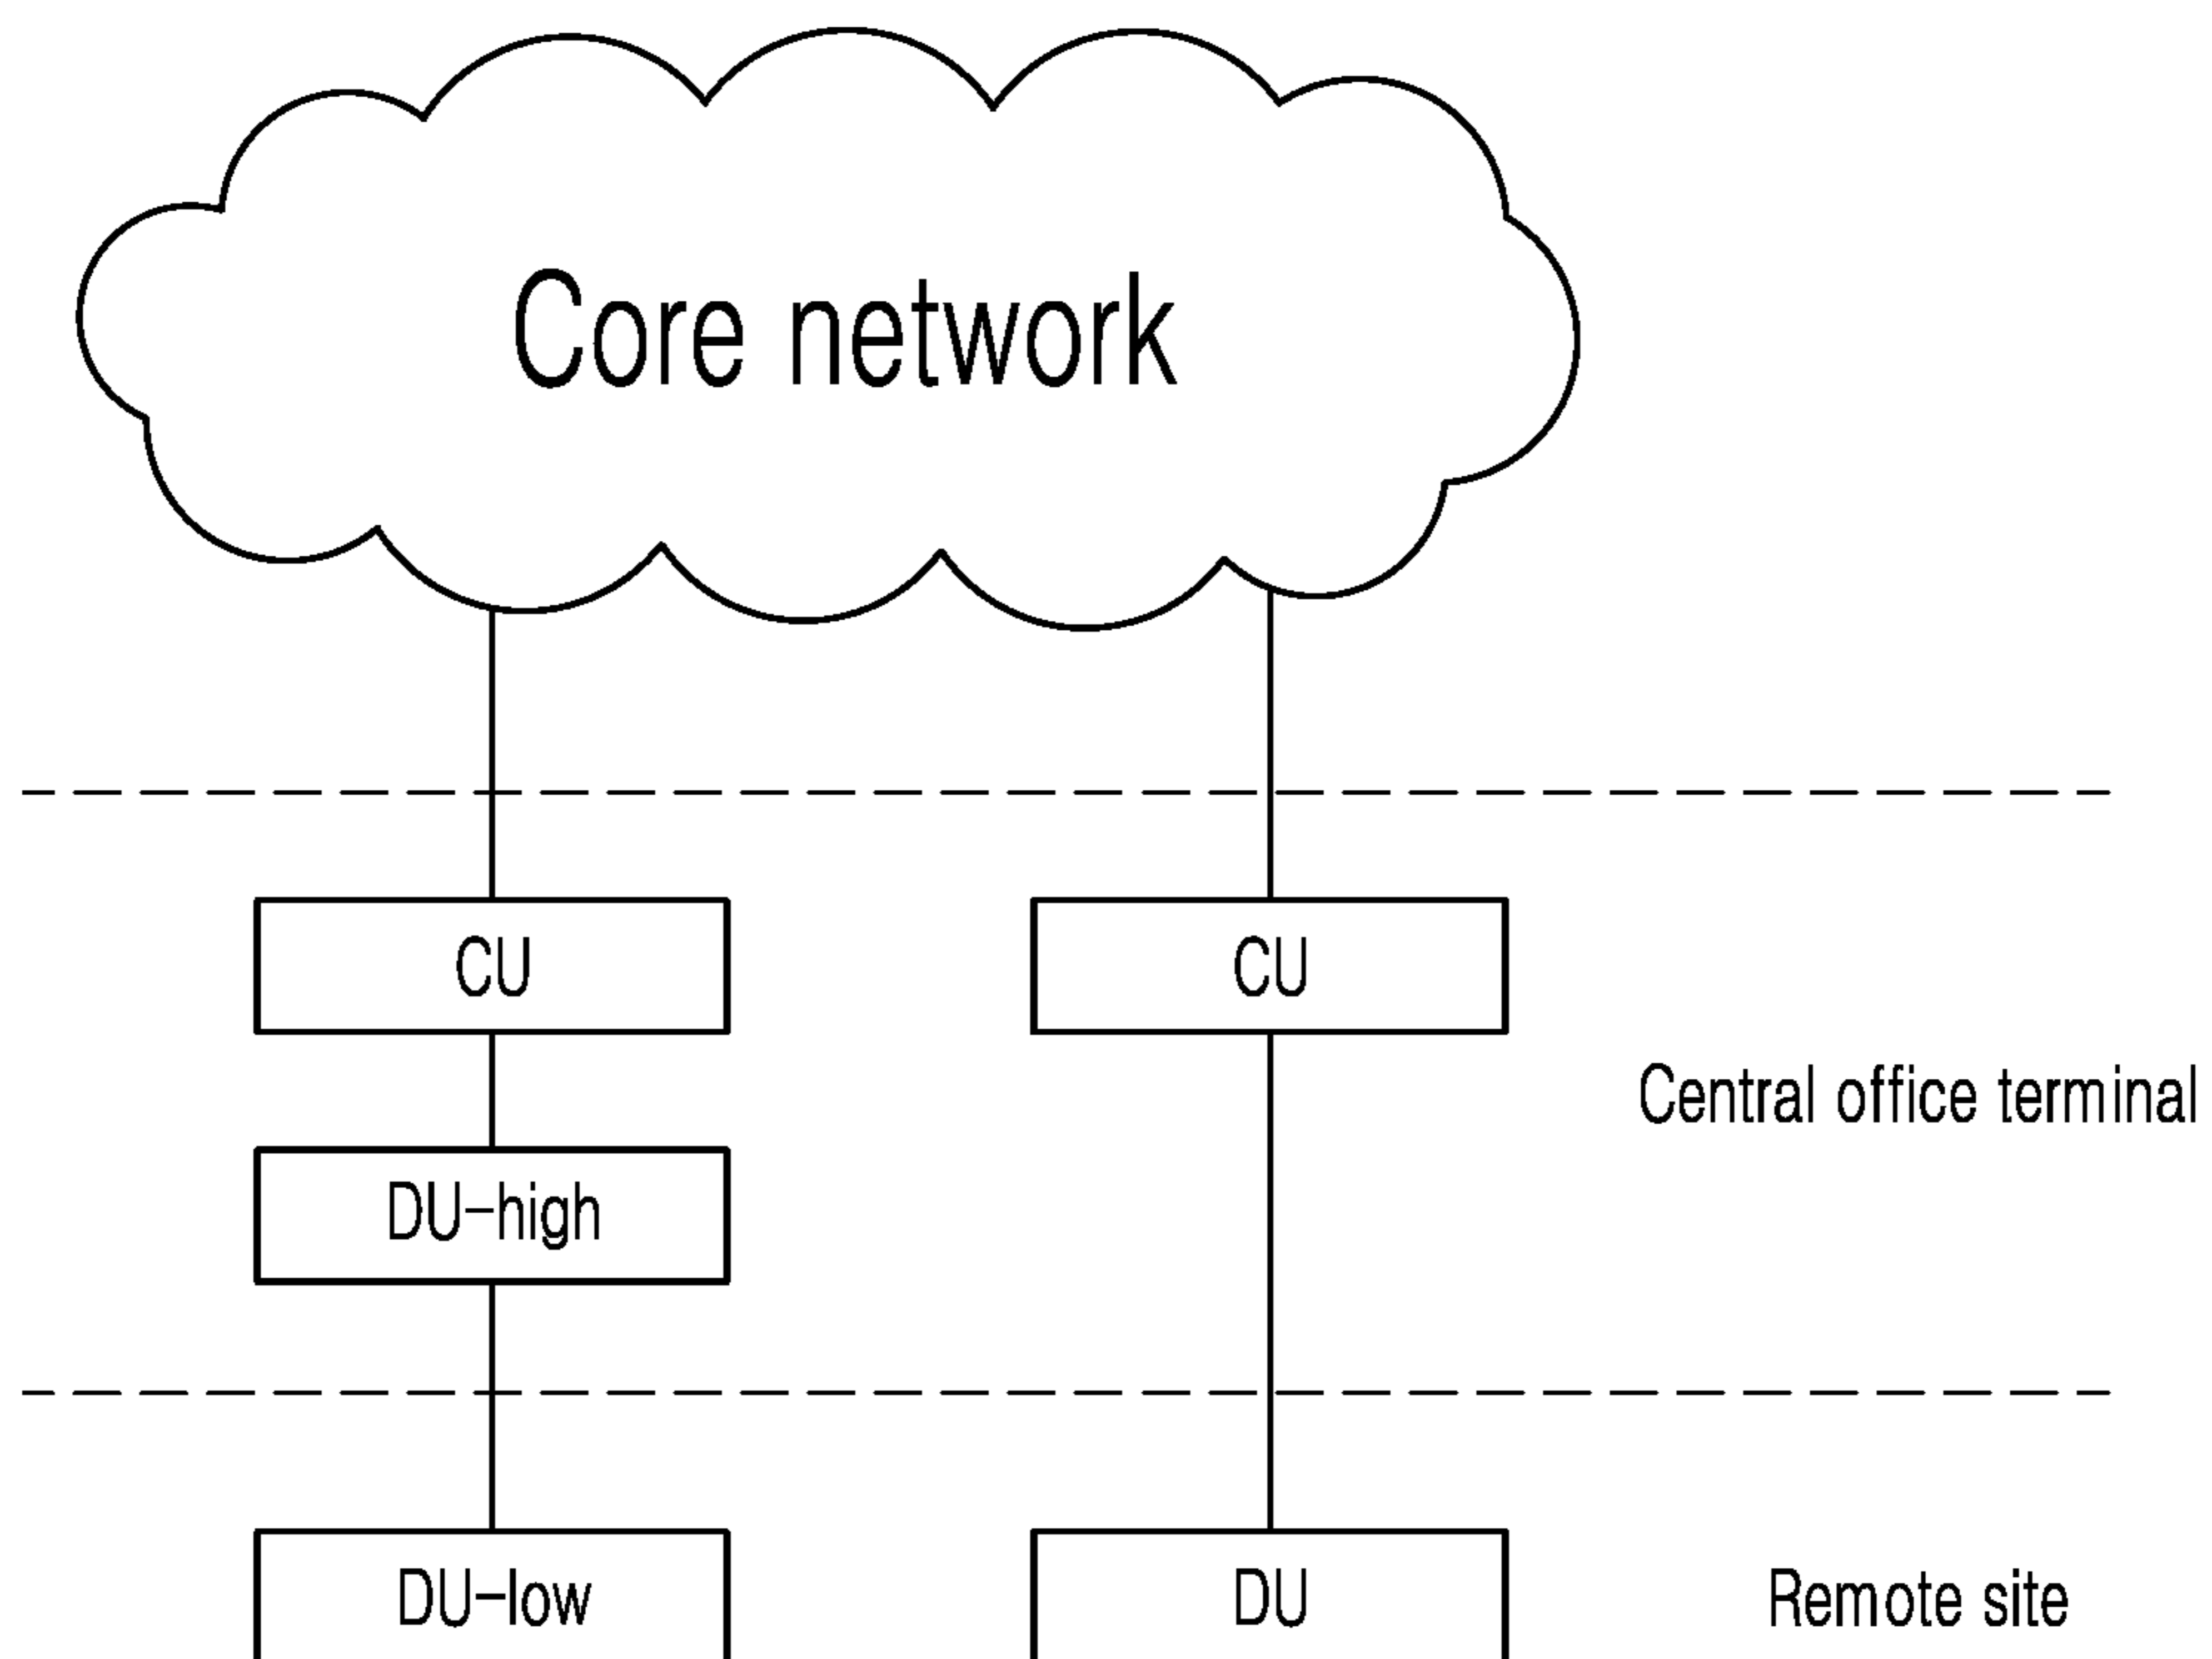 Core network
CU
CU
Central office terminal
DU-high
DU-low
DU
Remote site